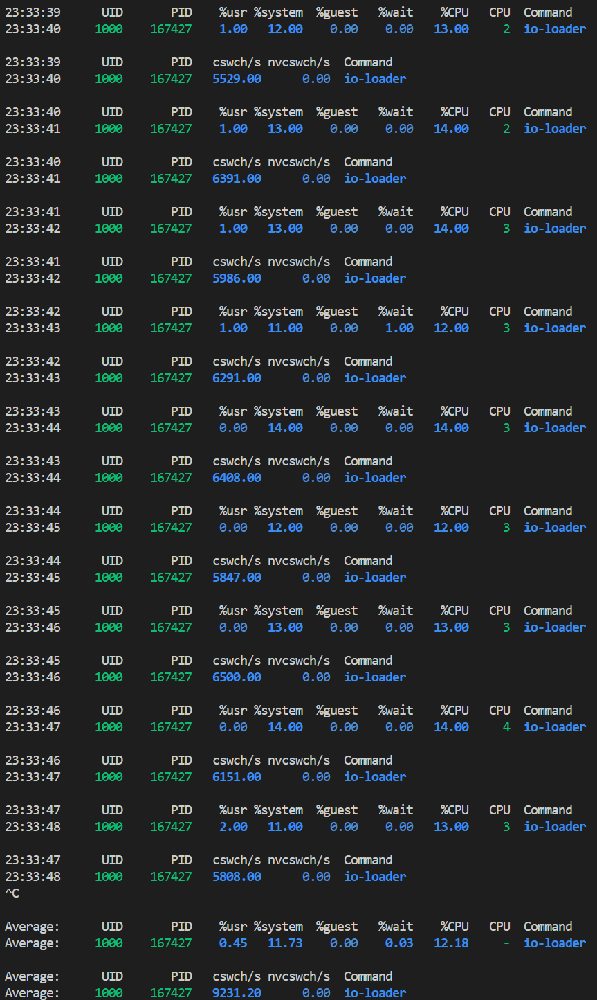 23:33:39 UID PID %usr %system %guest %wait %CPU CPU Command
23:33:40 1000 167427 1.00 12.00 0.00 0.00 13.00 2 io-loader
23:33:39 UID PID cswch/s nvcswch/s Command
23:33:40 1000 167427 5529.00 0.00 io-loader
23:33:40 UID PID %usr %system %guest %wait %CPU CPU Command
23:33:41 1000 167427 1.00 13.00 0.00 0.00 14.00 2 io-loader
23:33:40 UID PID cswch/s nvcswch/s Command
23:33:41 1000 167427 6391.00 0.00 io-loader
23:33:41 UID PID %usr %system %guest %wait %CPU CPU Command
23:33:42 1000 167427 1.00 13.00 0.00 0.00 14.00 3 io-loader
23:33:41 UID PID cswch/s nvcswch/s Command
23:33:42 1000 167427 5986.00 0.00 io-loader
23:33:42 UID PID %usr %system %guest %wait %CPU CPU Command
23:33:43 1000 167427 1.00 11.00 0.00 1.00 12.00 3 io-loader
23:33:42 UID PID cswch/s nvcswch/s Command
23:33:43 1000 167427 6291.00 0.00 io-loader
23:33:43 UID PID %usr %system %guest %wait %CPU CPU Command
23:33:44 1000 167427 0.00 14.00 0.00 0.00 14.00 3 io-loader
23:33:43 UID PID cswch/s nvcswch/s Command
23:33:44 1000 167427 6408.00 0.00 io-loader
23:33:44 UID PID %usr %system %guest %wait %CPU CPU Command
23:33:45 1000 167427 0.00 12.00 0.00 0.00 12.00 3 io-loader
23:33:44 UID PID cswch/s nvcswch/s Command
23:33:45 1000 167427 5847.00 0.00 io-loader
23:33:45 UID PID %usr %system %guest %wait %CPU CPU Command
23:33:46 1000 167427 0.00 13.00 0.00 0.00 13.00 3 io-loader
23:33:45 UID PID cswch/s nvcswch/s Command
23:33:46 1000 167427 6500.00 0.00 io-loader
23:33:46 UID PID %usr %system %guest %wait %CPU CPU Command
23:33:47 1000 167427 0.00 14.00 0.00 0.00 14.00 4 io-loader
23:33:46 UID PID cswch/s nvcswch/s Command
23:33:47 1000 167427 6151.00 0.00 io-loader
23:33:47 UID PID %usr %system %guest %wait %CPU CPU Command
23:33:48 1000 167427 2.00 11.00 0.00 0.00 13.00 3 io-loader
23:33:47 UID PID cswch/s nvcswch/s Command
23:33:48 1000 167427 5808.00 0.00 io-loader
^C
Average: UID PID %usr %system %guest %wait %CPU CPU Command
Average: 1000 167427 0.45 11.73 0.00 0.03 12.18 - io-loader
Average: UID PID cswch/s nvcswch/s Command
Average: 1000 167427 9231.20 0.00 io-loader